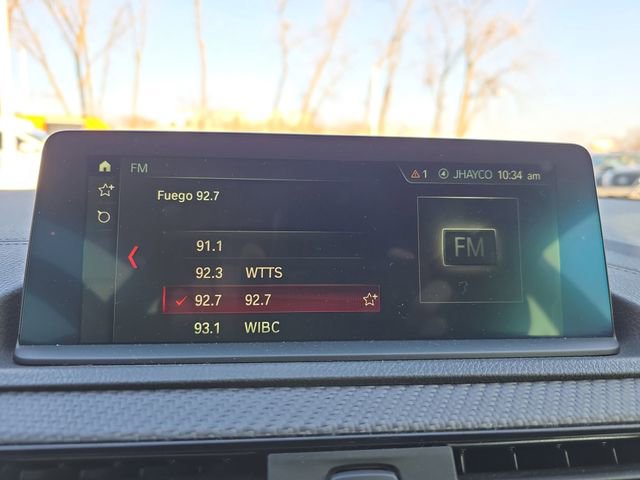 FM
1 JHAYCO 10:34 am
Fuego 92.7
91.1
92.3 WTTS
92.7 92.7
93.1 WIBC
FM